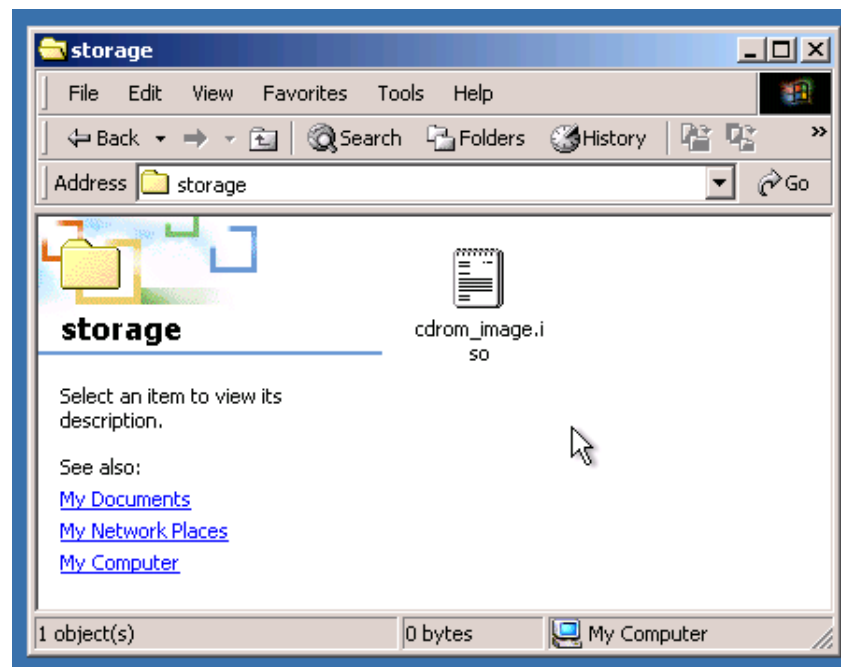 storage
File Edit View Favorites Tools Help
Back Search Folders History »
Address storage Go
storage
Select an item to view its
description.
See also:
My Documents
My Network Places
My Computer
cdrom_image.i
so
1 object(s) 0 bytes My Computer